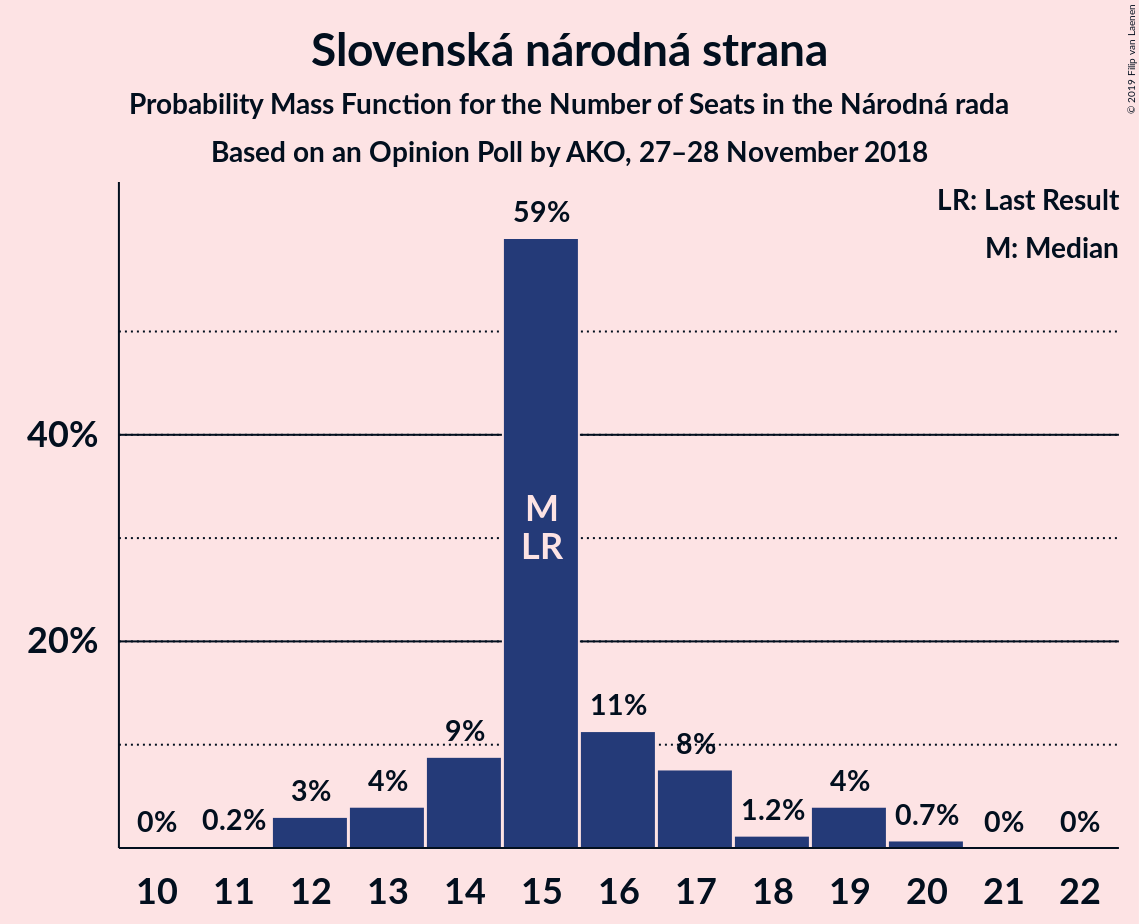 Slovenská národná strana
Probability Mass Function for the Number of Seats in the Národná rada
Based on an Opinion Poll by AKO, 27–28 November 2018
© 2019 Filip van Laenen
LR: Last Result
M: Median
40%
20%
0%
0.2%
3%
4%
9%
59%
11%
8%
1.2%
4%
0.7%
0%
0%
M
LR
10 11 12 13 14 15 16 17 18 19 20 21 22